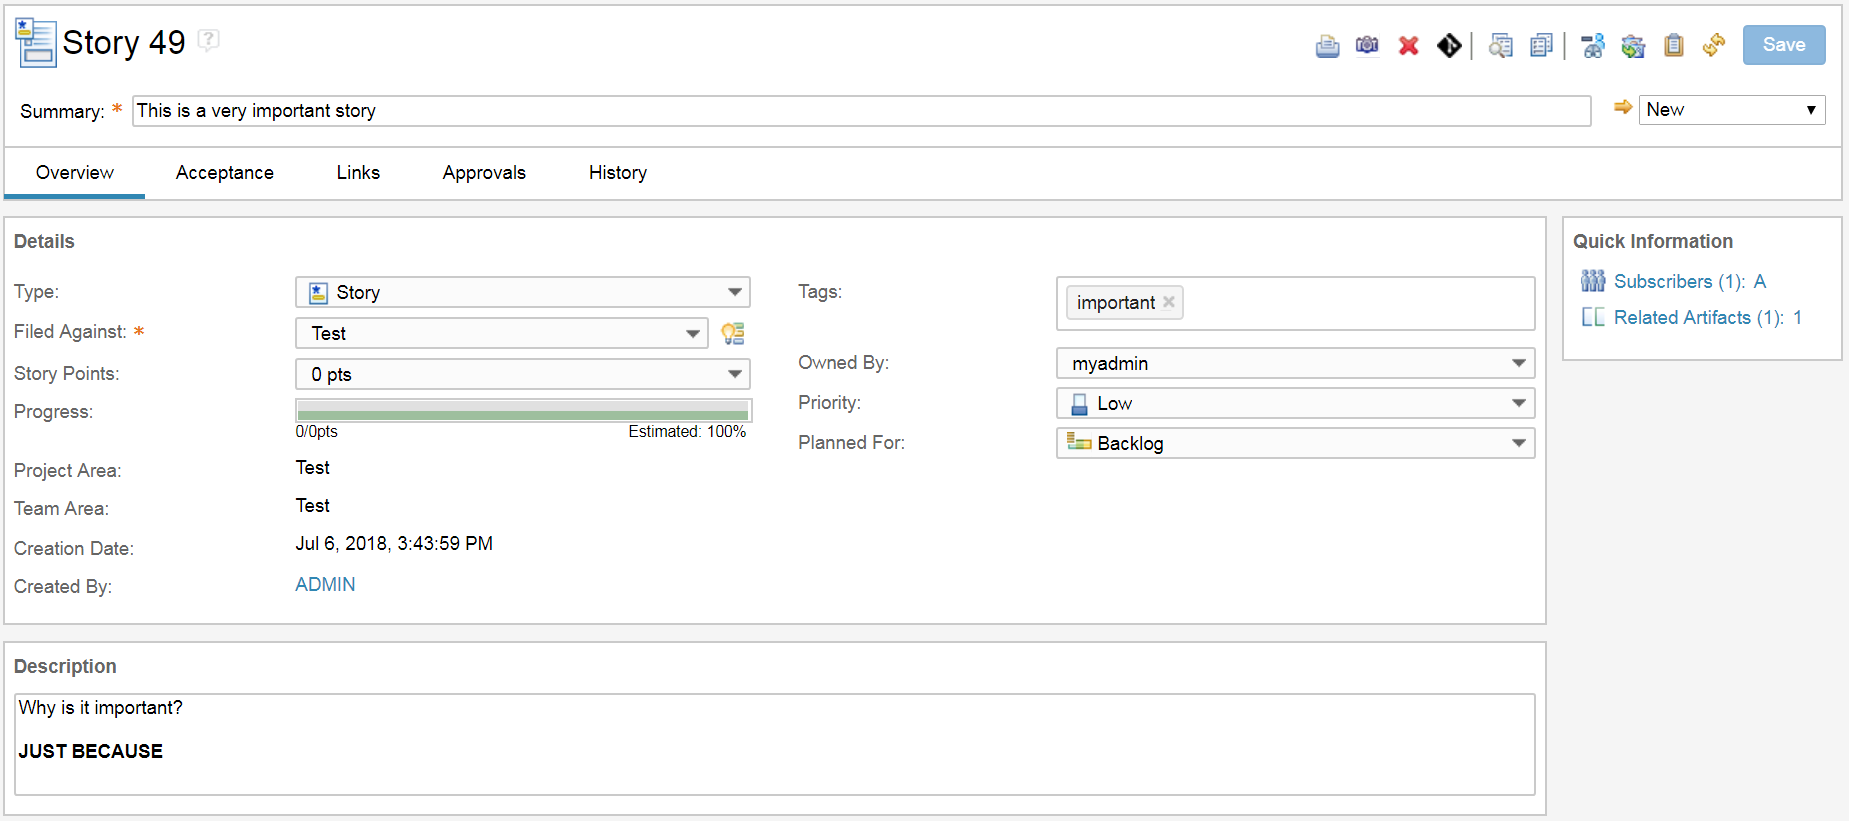 Story 49 ?
Save
Summary: * This is a very important story
New
Overview Acceptance Links Approvals History
Details
Type: Story
Filed Against: * Test
Story Points: 0 pts
Progress:
0/0pts Estimated: 100%
Project Area: Test
Team Area: Test
Creation Date: Jul 6, 2018, 3:43:59 PM
Created By: ADMIN
Tags: important
Owned By: myadmin
Priority: Low
Planned For: Backlog
Quick Information
Subscribers (1): A
Related Artifacts (1): 1
Description
Why is it important?
JUST BECAUSE